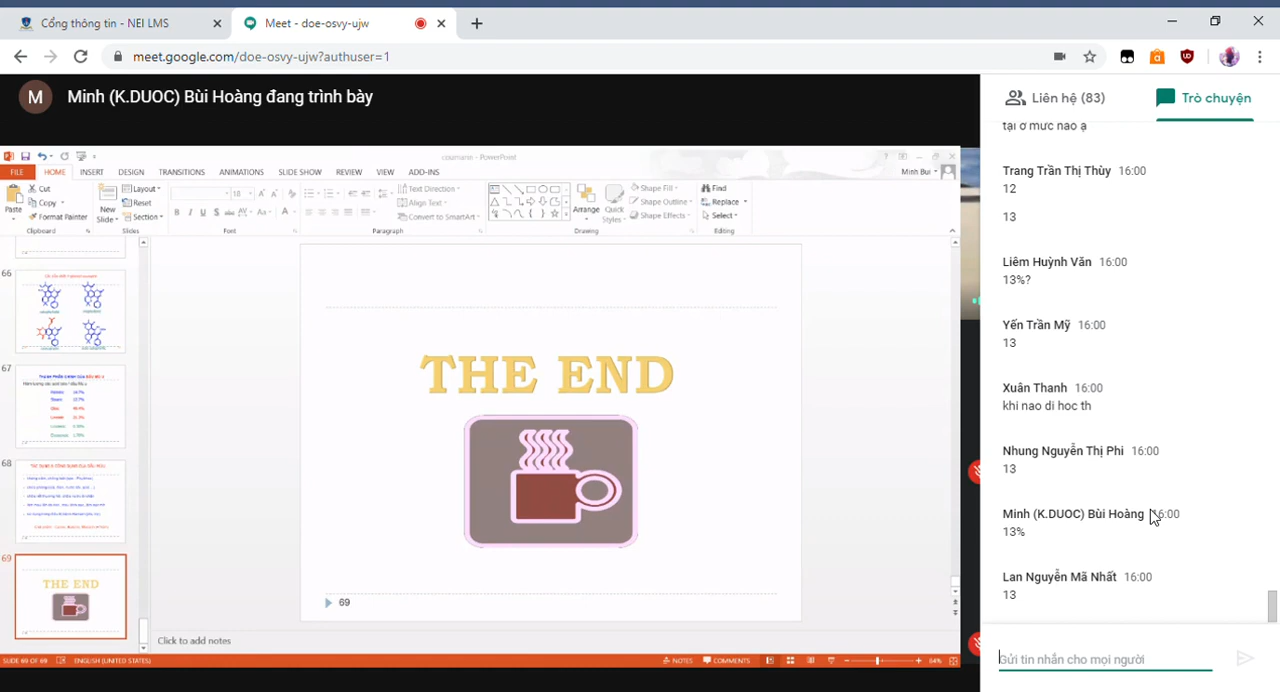 Cổng thông tin - NEI LMS
Meet - doe-osvy-ujw
meet.google.com/doe-osvy-ujw?authuser=1
M
Minh (K.DUOC) Bùi Hoàng đang trình bày
coumarin - PowerPoint
FILE HOME INSERT DESIGN TRANSITIONS ANIMATIONS SLIDE SHOW REVIEW VIEW ADD-INS
Minh Bui
Paste
Cut
Copy
Format Painter
Clipboard
New
Slide
Layout
Reset
Section
Slides
18
Font
Text Direction
Align Text
Convert to SmartArt
Paragraph
Arrange
Quick
Styles
Shape Fill
Shape Outline
Shape Effects
Drawing
Find
Replace
Select
Editing
66
67
68
69
THE END
THE END
69
Click to add notes
SLIDE 69 OF 69
ENGLISH (UNITED STATES)
NOTES
COMMENTS
84%
Liên hệ (83)
Trò chuyện
tại ở mức nào ạ
Trang Trần Thị Thùy 16:00
12
13
Liêm Huỳnh Văn 16:00
13%?
Yến Trần Mỹ 16:00
13
Xuân Thanh 16:00
khi nao di hoc th
Nhung Nguyễn Thị Phi 16:00
13
Minh (K.DUOC) Bùi Hoàng 16:00
13%
Lan Nguyễn Mã Nhất 16:00
13
Gửi tin nhắn cho mọi người